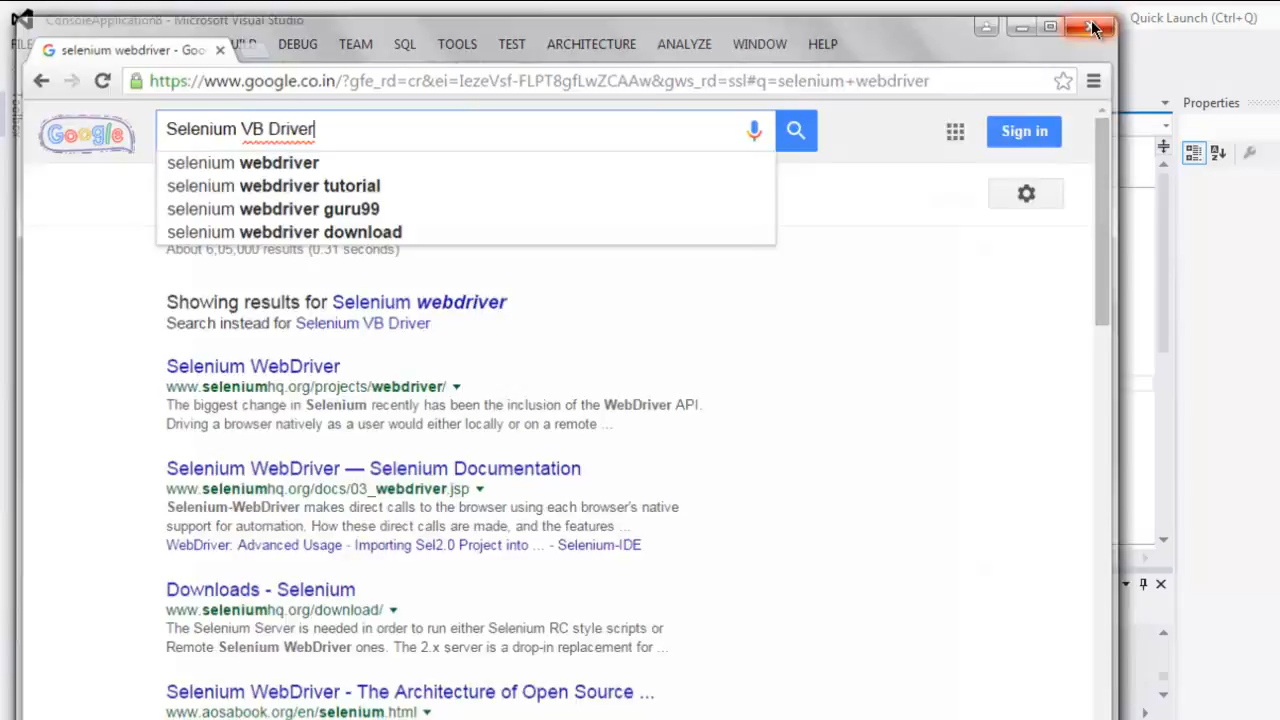 ConsoleApplication8 - Microsoft Visual Studio
Quick Launch (Ctrl+Q)
selenium webdriver - Goo
DEBUG TEAM SQL TOOLS TEST ARCHITECTURE ANALYZE WINDOW HELP
https://www.google.co.in/?gfe_rd=cr&ei=IezeVsf-FLPT8gfLwZCAAw&gws_rd=ssl#q=selenium+webdriver
Toolbox
Properties
Google
Selenium VB Driver
Sign in
selenium webdriver
selenium webdriver tutorial
selenium webdriver guru99
selenium webdriver download
About 6,05,000 results (0.31 seconds)
Showing results for Selenium webdriver
Search instead for Selenium VB Driver
Selenium WebDriver
www.seleniumhq.org/projects/webdriver/
The biggest change in Selenium recently has been the inclusion of the WebDriver API.
Driving a browser natively as a user would either locally or on a remote ...
Selenium WebDriver — Selenium Documentation
www.seleniumhq.org/docs/03_webdriver.jsp
Selenium-WebDriver makes direct calls to the browser using each browser's native
support for automation. How these direct calls are made, and the features ...
WebDriver: Advanced Usage - Importing Sel2.0 Project into ... - Selenium-IDE
Downloads - Selenium
www.seleniumhq.org/download/
The Selenium Server is needed in order to run either Selenium RC style scripts or
Remote Selenium WebDriver ones. The 2.x server is a drop-in replacement for ...
Selenium WebDriver - The Architecture of Open Source ...
www.aosabook.org/en/selenium.html